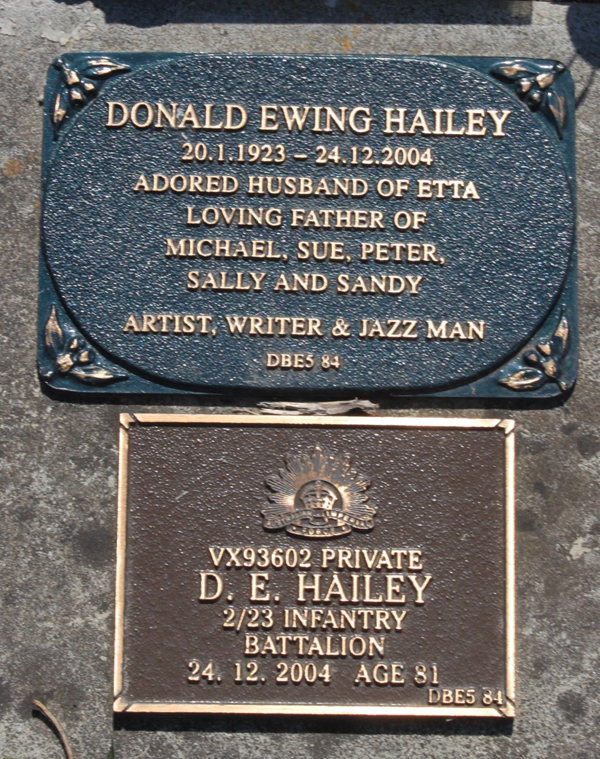 DONALD EWING HAILEY
20.1.1923 – 24.12.2004
ADORED HUSBAND OF ETTA
LOVING FATHER OF
MICHAEL, SUE, PETER,
SALLY AND SANDY
ARTIST, WRITER & JAZZ MAN
DBE5 84
IMPERIAL
FORCE
VX93602 PRIVATE
D. E. HAILEY
2/23 INFANTRY
BATTALION
24. 12. 2004 AGE 81
DBE5 84